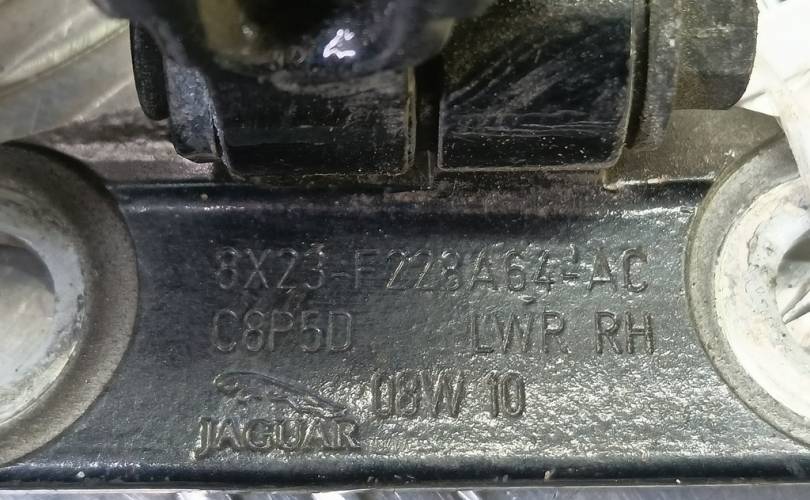 8X23-F228A64-AC
C8P5D LWR RH
08W 10
JAGUAR